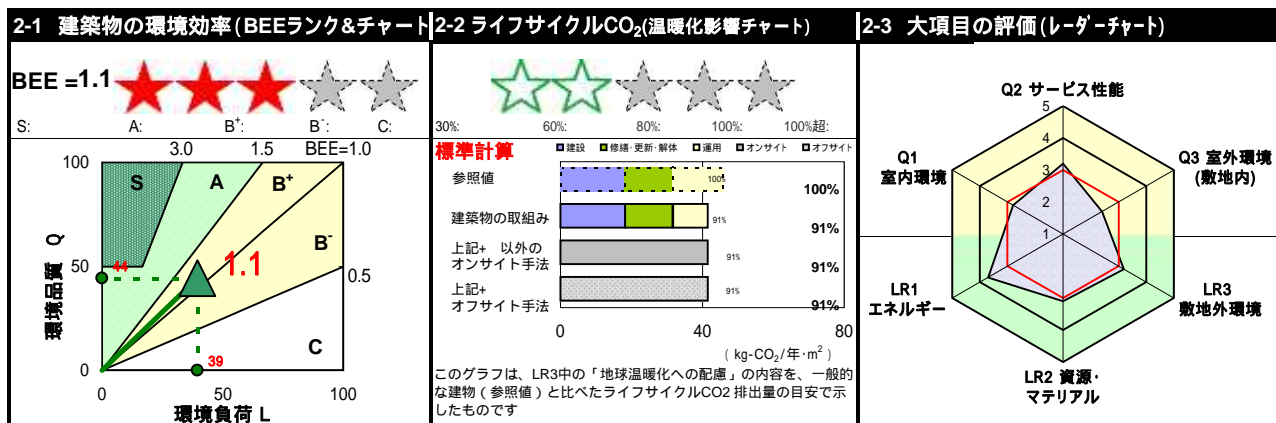 2-1 建築物の環境効率(BEEランク&チャート
BEE =1.1
S: A: B+: B-: C:
3.0 1.5 BEE=1.0
100
S
A
B+
B-
50
44
1.1
0.5
39
C
0
0 50 100
環境品質 Q
環境負荷 L
2-2 ライフサイクルCO2(温暖化影響チャート)
30%: 60%: 80%: 100%: 100%超:
標準計算
建設 修繕・更新・解体 運用 オンサイト オフサイト
参照値 100% 100%
建築物の取組み 91% 91%
上記+ 以外の
オンサイト手法 91% 91%
上記+
オフサイト手法 91% 91%
0 40 80
( kg-CO2/年・m2 )
このグラフは、LR3中の「地球温暖化への配慮」の内容を、一般的
な建物(参照値)と比べたライフサイクルCO2 排出量の目安で示
したものです
2-3 大項目の評価(レーダーチャート)
Q2 サービス性能
5
4
3
2
1
Q1
室内環境
Q3 室外環境
(敷地内)
LR1
エネルギー
LR3
敷地外環境
LR2 資源・
マテリアル